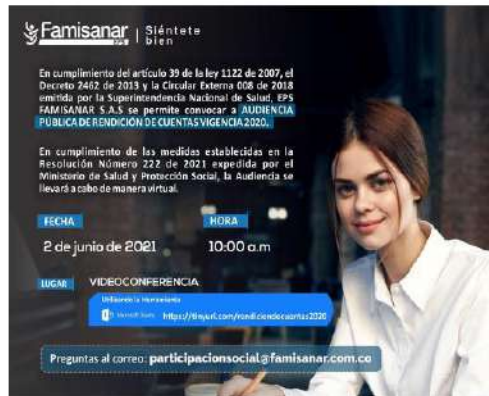 Famisanar
EPS
Siéntete
bien
En cumplimiento del artículo 39 de la ley 1122 de 2007, el
Decreto 2462 de 2013 y la Circular Externa 008 de 2018
emitida por la Superintendencia Nacional de Salud, EPS
FAMISANAR S.A.S se permite convocar a AUDIENCIA
PÚBLICA DE RENDICIÓN DE CUENTAS VIGENCIA 2020.
En cumplimiento de las medidas establecidas en la
Resolución Número 222 de 2021 expedida por el
Ministerio de Salud y Protección Social, la Audiencia se
llevará a cabo de manera virtual.
FECHA
HORA
2 de junio de 2021
10:00 a.m
LUGAR
VIDEOCONFERENCIA
Utilizando la Herramienta
Microsoft Teams https://tinyurl.com/rendiciendecuentas2020
Preguntas al correo: participacionsocial@famisanar.com.co